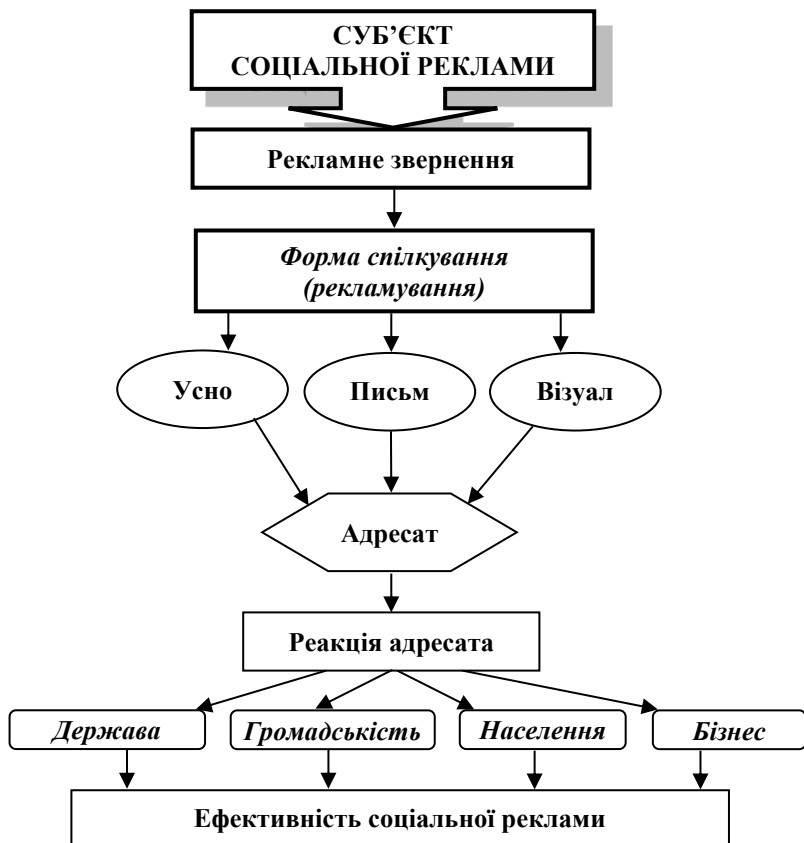 СУБ’ЄКТ
СОЦІАЛЬНОЇ РЕКЛАМИ
Рекламне звернення
Форма спілкування
(рекламування)
Усно
Письм
Візуал
Адресат
Реакція адресата
Держава
Громадськість
Населення
Бізнес
Ефективність соціальної реклами